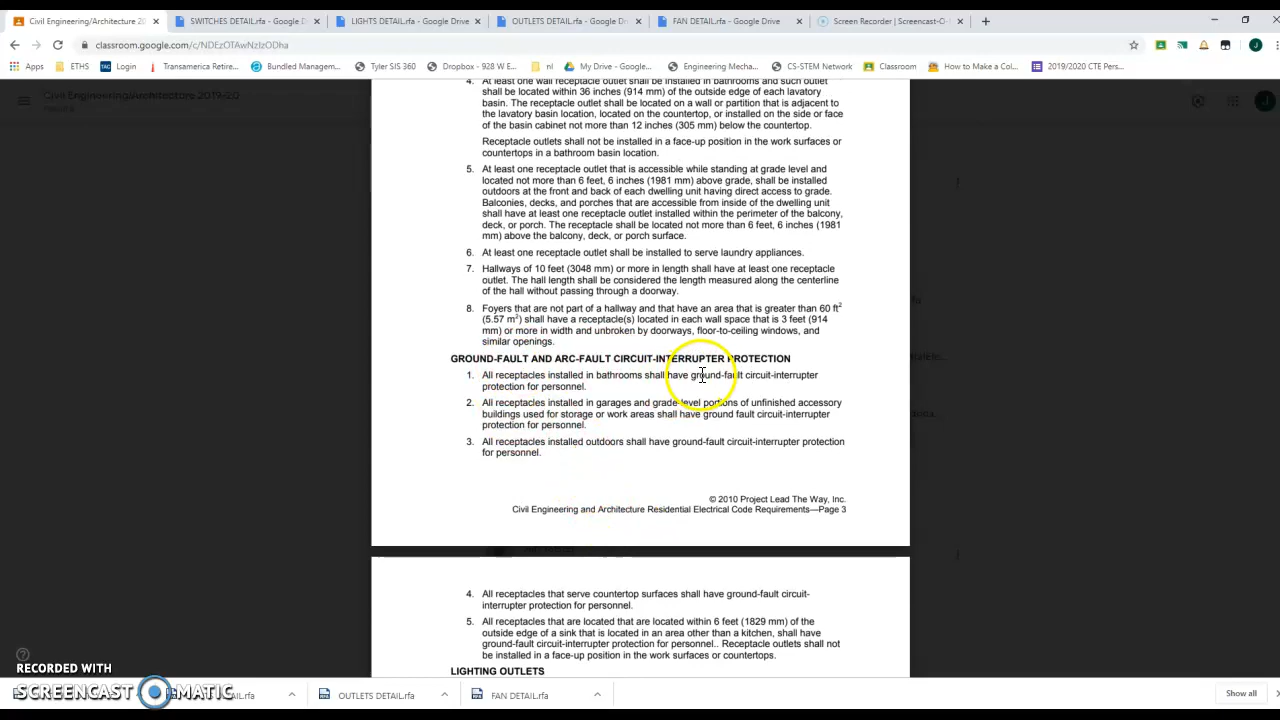 Civil Engineering/Architecture 20
SWITCHES DETAIL.rfa - Google D
LIGHTS DETAIL.rfa - Google Drive
OUTLETS DETAIL.rfa - Google Dr
FAN DETAIL.rfa - Google Drive
Screen Recorder | Screencast-O-
classroom.google.com/c/NDEzOTAwNzIzODha
Apps
ETHS
Login
Transamerica Retire...
Bundled Managem...
Tyler SIS 360
Dropbox - 928 W E...
nl
My Drive - Google...
Engineering Mecha...
CS-STEM Network
Classroom
How to Make a Col...
2019/2020 CTE Pers...
Civil Engineering/Architecture 2019-20
4. At least one wall receptacle outlet shall be installed in bathrooms and such outlet
shall be located within 36 inches (914 mm) of the outside edge of each lavatory
basin. The receptacle outlet shall be located on a wall or partition that is adjacent to
the lavatory basin location, located on the countertop, or installed on the side or face
of the basin cabinet not more than 12 inches (305 mm) below the countertop.
Receptacle outlets shall not be installed in a face-up position in the work surfaces or
countertops in a bathroom basin location.
5. At least one receptacle outlet that is accessible while standing at grade level and
located not more than 6 feet, 6 inches (1981 mm) above grade, shall be installed
outdoors at the front and back of each dwelling unit having direct access to grade.
Balconies, decks, and porches that are accessible from inside of the dwelling unit
shall have at least one receptacle outlet installed within the perimeter of the balcony,
deck, or porch. The receptacle shall be located not more than 6 feet, 6 inches (1981
mm) above the balcony, deck, or porch surface.
6. At least one receptacle outlet shall be installed to serve laundry appliances.
7. Hallways of 10 feet (3048 mm) or more in length shall have at least one receptacle
outlet. The hall length shall be considered the length measured along the centerline
of the hall without passing through a doorway.
8. Foyers that are not part of a hallway and that have an area that is greater than 60 ft²
(5.57 m²) shall have a receptacle(s) located in each wall space that is 3 feet (914
mm) or more in width and unbroken by doorways, floor-to-ceiling windows, and
similar openings.
GROUND-FAULT AND ARC-FAULT CIRCUIT-INTERRUPTER PROTECTION
1. All receptacles installed in bathrooms shall have ground-fault circuit-interrupter
protection for personnel.
2. All receptacles installed in garages and grade-level portions of unfinished accessory
buildings used for storage or work areas shall have ground fault circuit-interrupter
protection for personnel.
3. All receptacles installed outdoors shall have ground-fault circuit-interrupter protection
for personnel.
© 2010 Project Lead The Way, Inc.
Civil Engineering and Architecture Residential Electrical Code Requirements—Page 3
4. All receptacles that serve countertop surfaces shall have ground-fault circuit-
interrupter protection for personnel.
5. All receptacles that are located that are located within 6 feet (1829 mm) of the
outside edge of a sink that is located in an area other than a kitchen, shall have
ground-fault circuit-interrupter protection for personnel.. Receptacle outlets shall not
be installed in a face-up position in the work surfaces or countertops.
LIGHTING OUTLETS
RECORDED WITH
SCREENCAST MATIC
OUTLETS DETAIL.rfa
FAN DETAIL.rfa
Show all